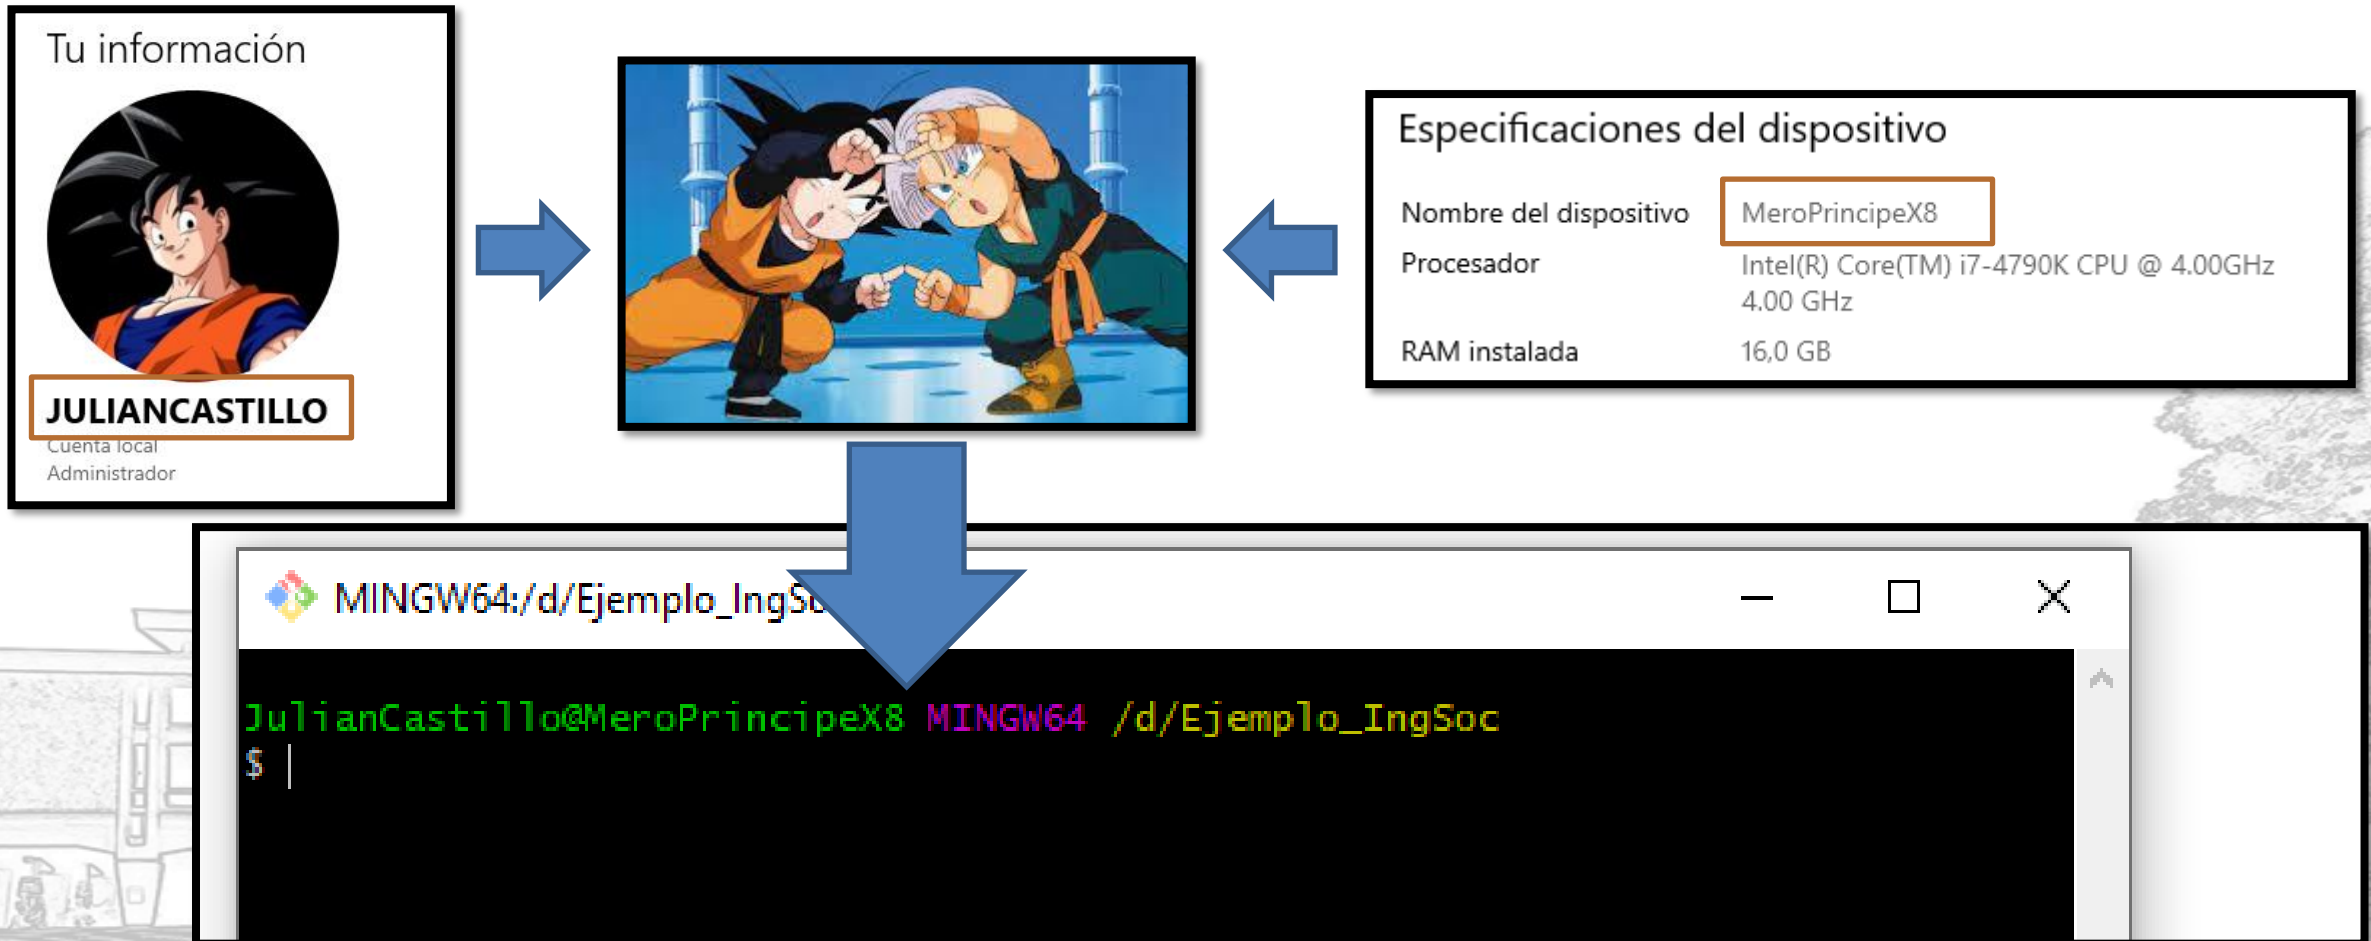 Tu información
JULIANCASTILLO
Cuenta local
Administrador
Especificaciones del dispositivo
Nombre del dispositivo MeroPrincipeX8
Procesador Intel(R) Core(TM) i7-4790K CPU @ 4.00GHz
4.00 GHz
RAM instalada 16,0 GB
MINGW64:/d/Ejemplo_IngSo
JulianCastillo@MeroPrincipeX8 MINGW64 /d/Ejemplo_IngSoc
$